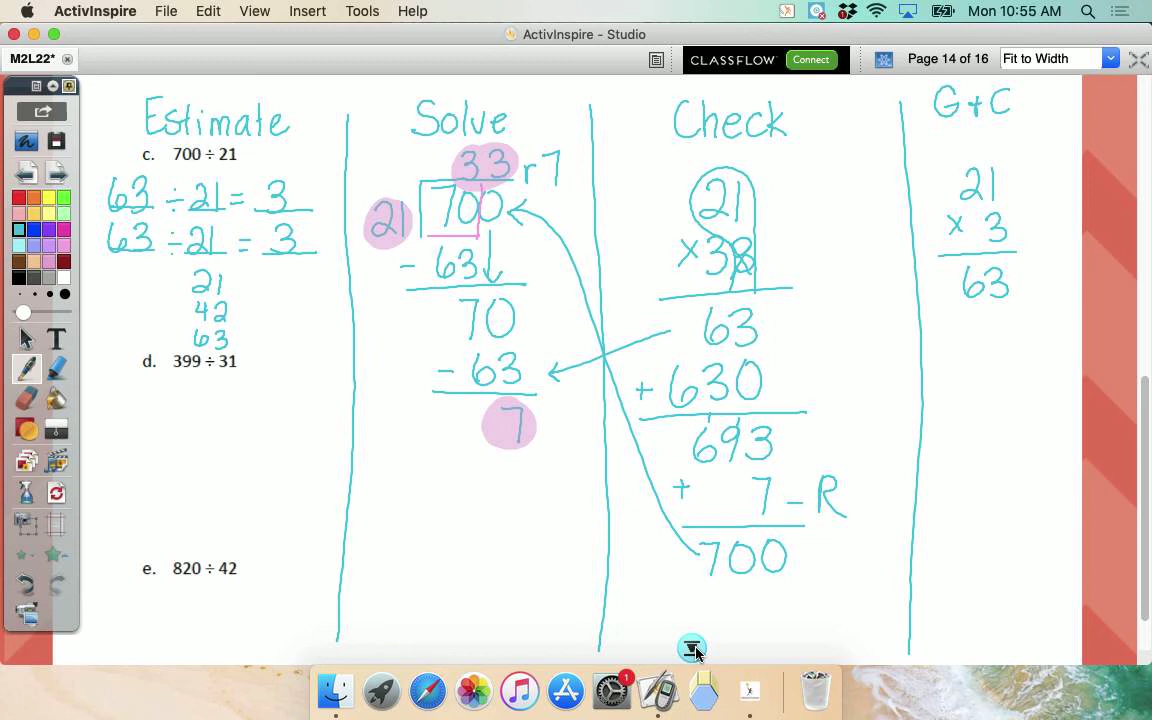 ActivInspire File Edit View Insert Tools Help Mon 10:55 AM
ActivInspire - Studio
M2L22* CLASSFLOW Connect Page 14 of 16 Fit to Width
Estimate
c. 700 ÷ 21
63 ÷ 21 = 3
63 ÷ 21 = 3
21
42
63
d. 399 ÷ 31
e. 820 ÷ 42
Solve
33 r 7
21 700
- 63
70
- 63
7
Check
21
× 33
63
+ 630
693
+ 7 - R
700
G + C
21
× 3
63
T
1